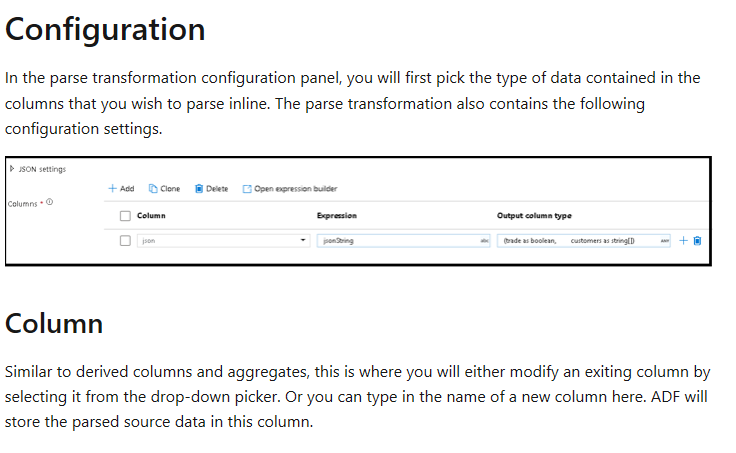 Configuration
In the parse transformation configuration panel, you will first pick the type of data contained in the
columns that you wish to parse inline. The parse transformation also contains the following
configuration settings.
JSON settings
Add Clone Delete Open expression builder
Columns *
Column Expression Output column type
json jsonString abc (trade as boolean, customers as string[])
Column
Similar to derived columns and aggregates, this is where you will either modify an exiting column by
selecting it from the drop-down picker. Or you can type in the name of a new column here. ADF will
store the parsed source data in this column.